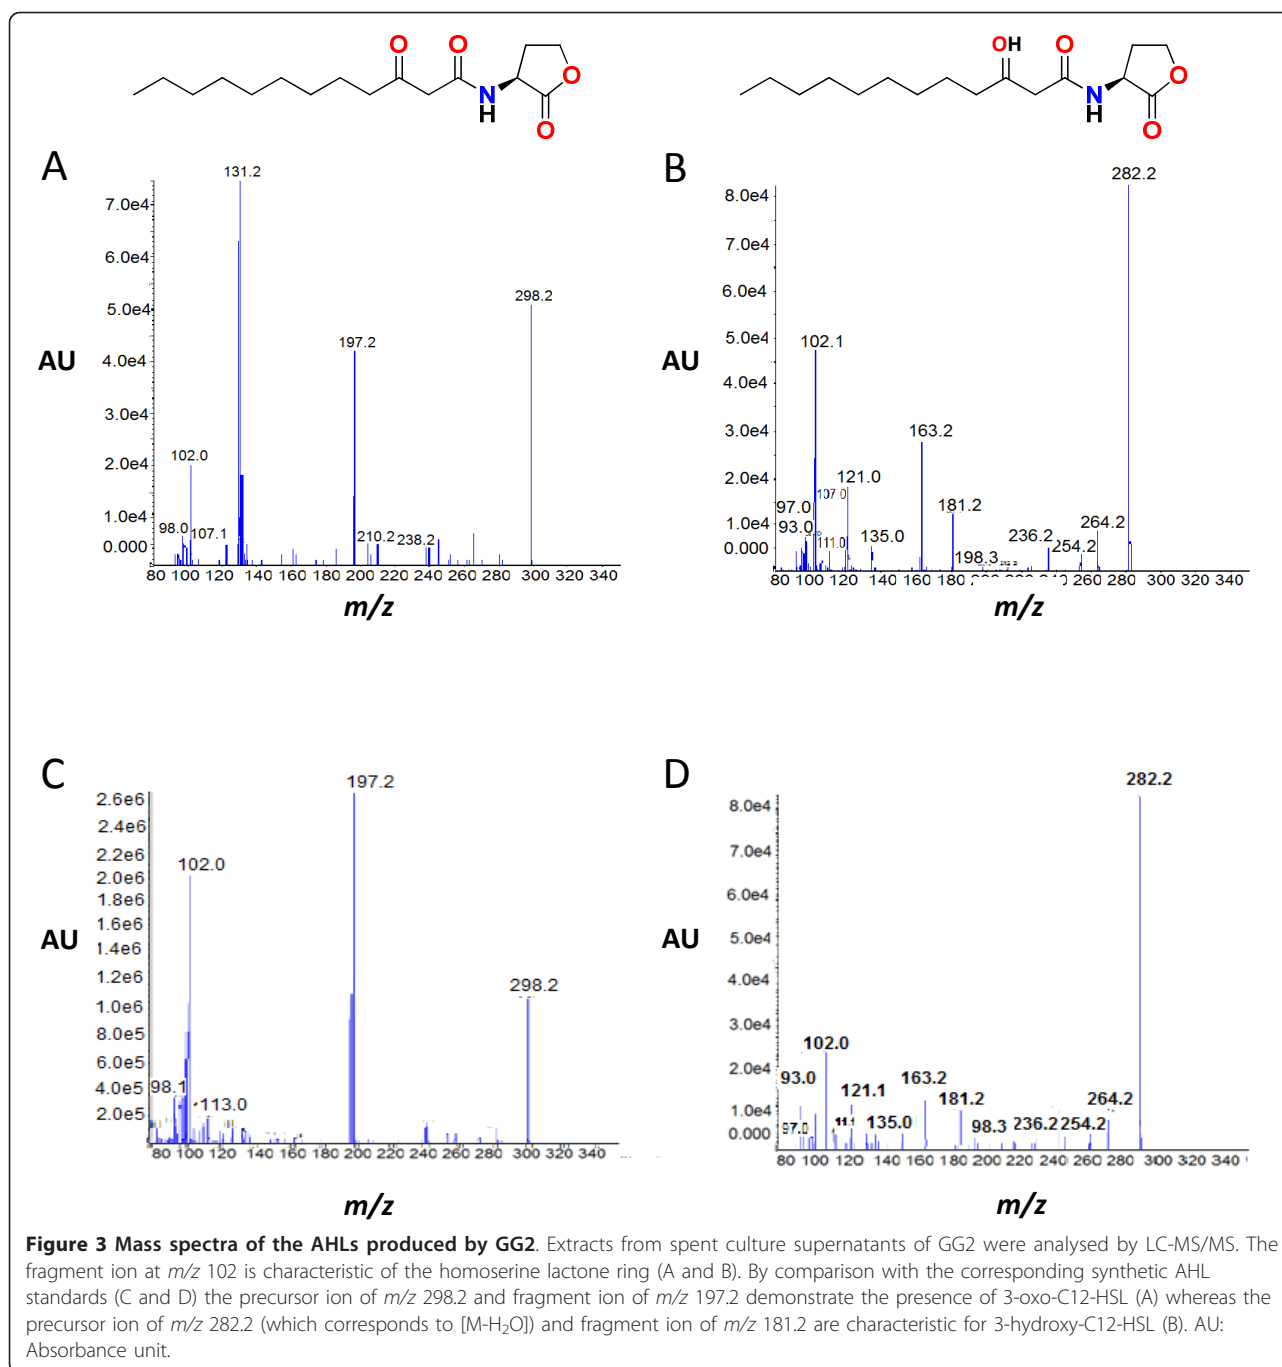 O O
N
H
O
O
OH O
N
H
O
O
A
131.2
7.0e4
6.0e4
5.0e4
298.2
AU
4.0e4
197.2
3.0e4
2.0e4
102.0
1.0e4
98.0
107.1
210.2
238.2
0.000
80 100 120 140 160 180 200 220 240 260 280 300 320 340
m/z
B
282.2
8.0e4
7.0e4
6.0e4
5.0e4
102.1
AU
4.0e4
3.0e4
163.2
2.0e4
121.0
107.0
97.0
181.2
1.0e4
93.0
111.0
135.0
236.2
264.2
254.2
198.3
0.000
80 100 120 140 160 180 280 300 320 340
m/z
C
197.2
2.6e6
2.4e6
2.2e6
102.0
2.0e6
1.8e6
1.6e6
AU
1.4e6
1.2e6
298.2
1.0e6
8.0e5
6.0e5
4.0e5
98.1
113.0
2.0e5
80 100 120 140 160 180 200 220 240 260 280 300 320 340
m/z
D
282.2
8.0e4
7.0e4
6.0e4
5.0e4
AU
4.0e4
3.0e4
102.0
2.0e4
93.0
121.1
163.2
181.2
264.2
1.0e4
97.0
135.0
98.3
236.2
254.2
0.000
80 100 120 140 160 180 200 220 240 260 280 300 320 340
m/z
Figure 3 Mass spectra of the AHLs produced by GG2. Extracts from spent culture supernatants of GG2 were analysed by LC-MS/MS. The
fragment ion at m/z 102 is characteristic of the homoserine lactone ring (A and B). By comparison with the corresponding synthetic AHL
standards (C and D) the precursor ion of m/z 298.2 and fragment ion of m/z 197.2 demonstrate the presence of 3-oxo-C12-HSL (A) whereas the
precursor ion of m/z 282.2 (which corresponds to [M-H₂O]) and fragment ion of m/z 181.2 are characteristic for 3-hydroxy-C12-HSL (B). AU:
Absorbance unit.